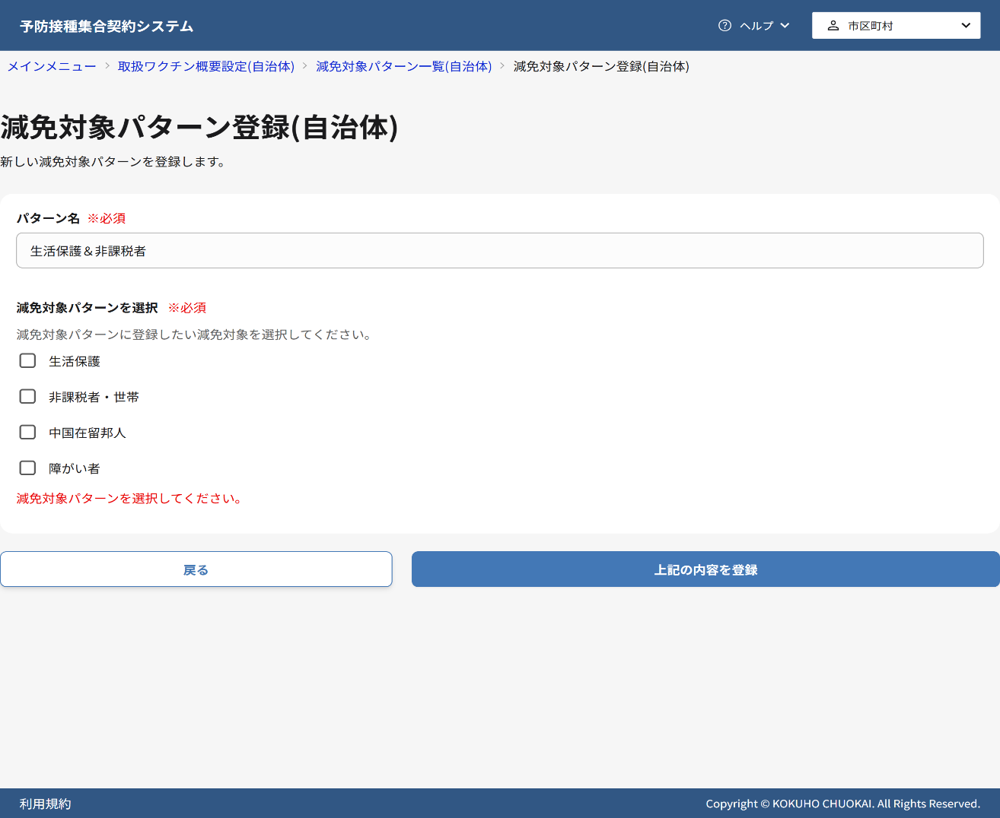 予防接種集合契約システム
ヘルプ
市区町村
メインメニュー > 取扱ワクチン概要設定(自治体) > 減免対象パターン一覧(自治体) > 減免対象パターン登録(自治体)
減免対象パターン登録(自治体)
新しい減免対象パターンを登録します。
パターン名 ※必須
生活保護＆非課税者
減免対象パターンを選択 ※必須
減免対象パターンに登録したい減免対象を選択してください。
生活保護
非課税者・世帯
中国在留邦人
障がい者
減免対象パターンを選択してください。
戻る
上記の内容を登録
利用規約
Copyright © KOKUHO CHUOKAI. All Rights Reserved.